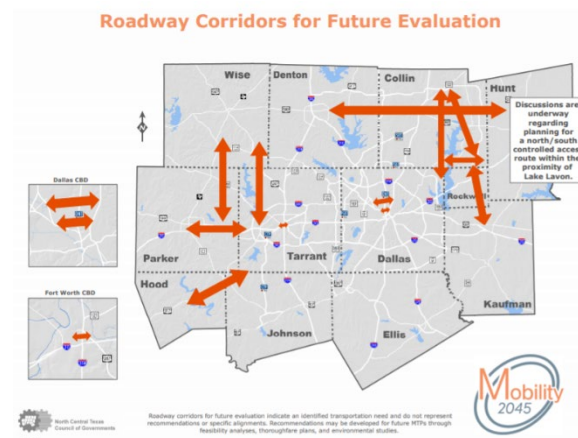 Roadway Corridors for Future Evaluation
Wise
Denton
Collin
Hunt
Discussions are
underway
regarding
planning for
a north/south
controlled access
route within the
proximity of
Lake Lavon.
Dallas CBD
Rockwall
Parker
Tarrant
Dallas
Hood
Kaufman
Fort Worth CBD
Johnson
Ellis
Mobility
2045
North Central Texas
Council of Governments
Roadway corridors for future evaluation indicate an identified transportation need and do not represent
recommendations or specific alignments. Recommendations may be developed for future MTPs through
feasibility analyses, thoroughfare plans, and environmental studies.